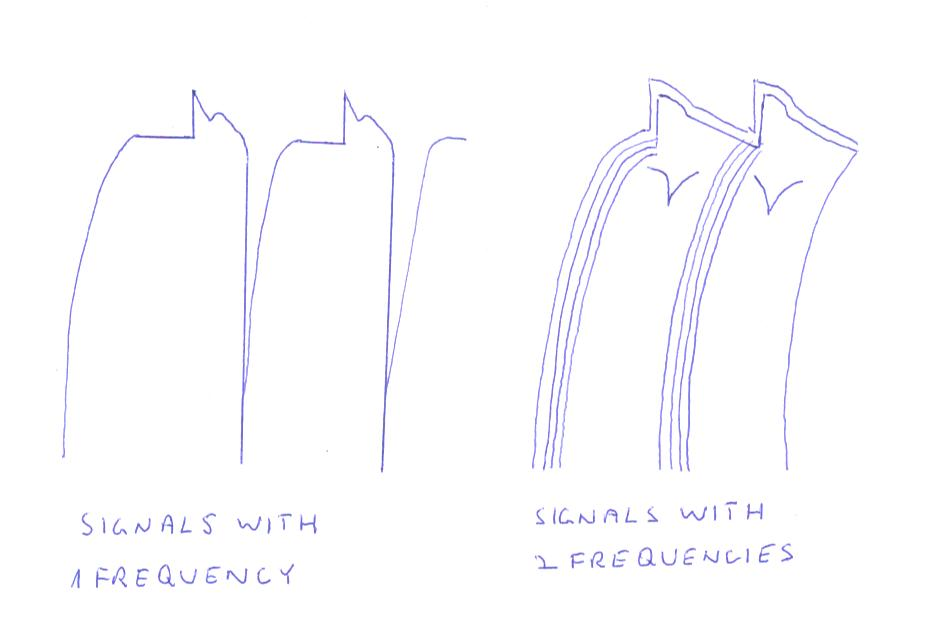 SIGNALS WITH
1 FREQUENCY
SIGNALS WITH
2 FREQUENCIES